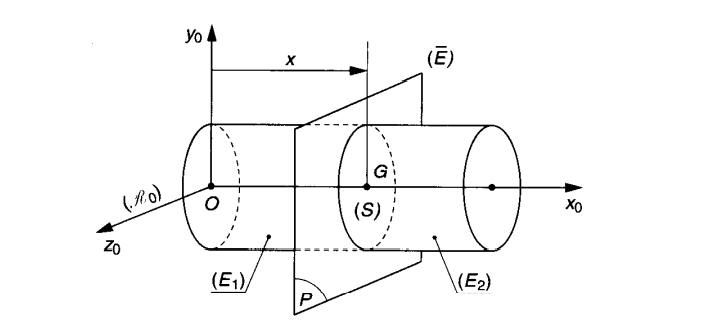 y₀
x
(E̅)
G
O
(S)
x₀
(ℛ₀)
z₀
(E₁)
P
(E₂)